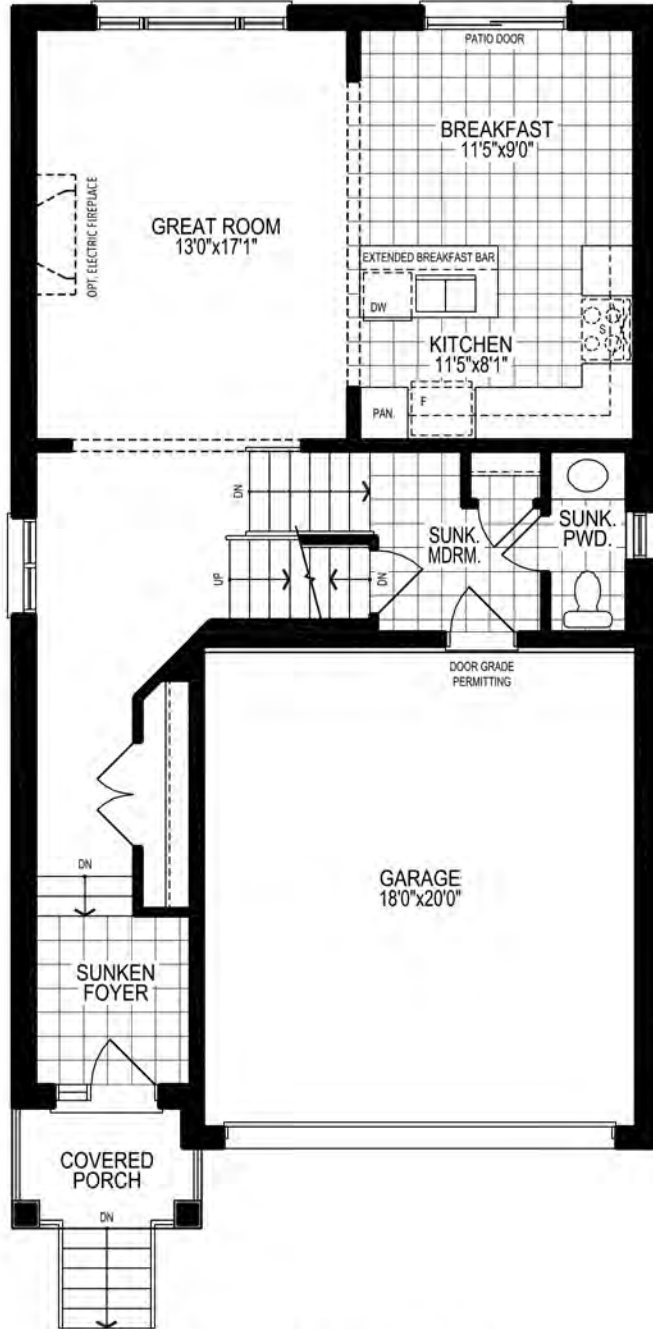 PATIO DOOR
BREAKFAST
11'5"x9'0"
GREAT ROOM
13'0"x17'1"
OPT. ELECTRIC FIREPLACE
EXTENDED BREAKFAST BAR
DW
S
KITCHEN
11'5"x8'1"
PAN.
F
DN
SUNK.
MDRM.
SUNK.
PWD.
UP
DN
DOOR GRADE
PERMITTING
DN
GARAGE
18'0"x20'0"
SUNKEN
FOYER
COVERED
PORCH
DN